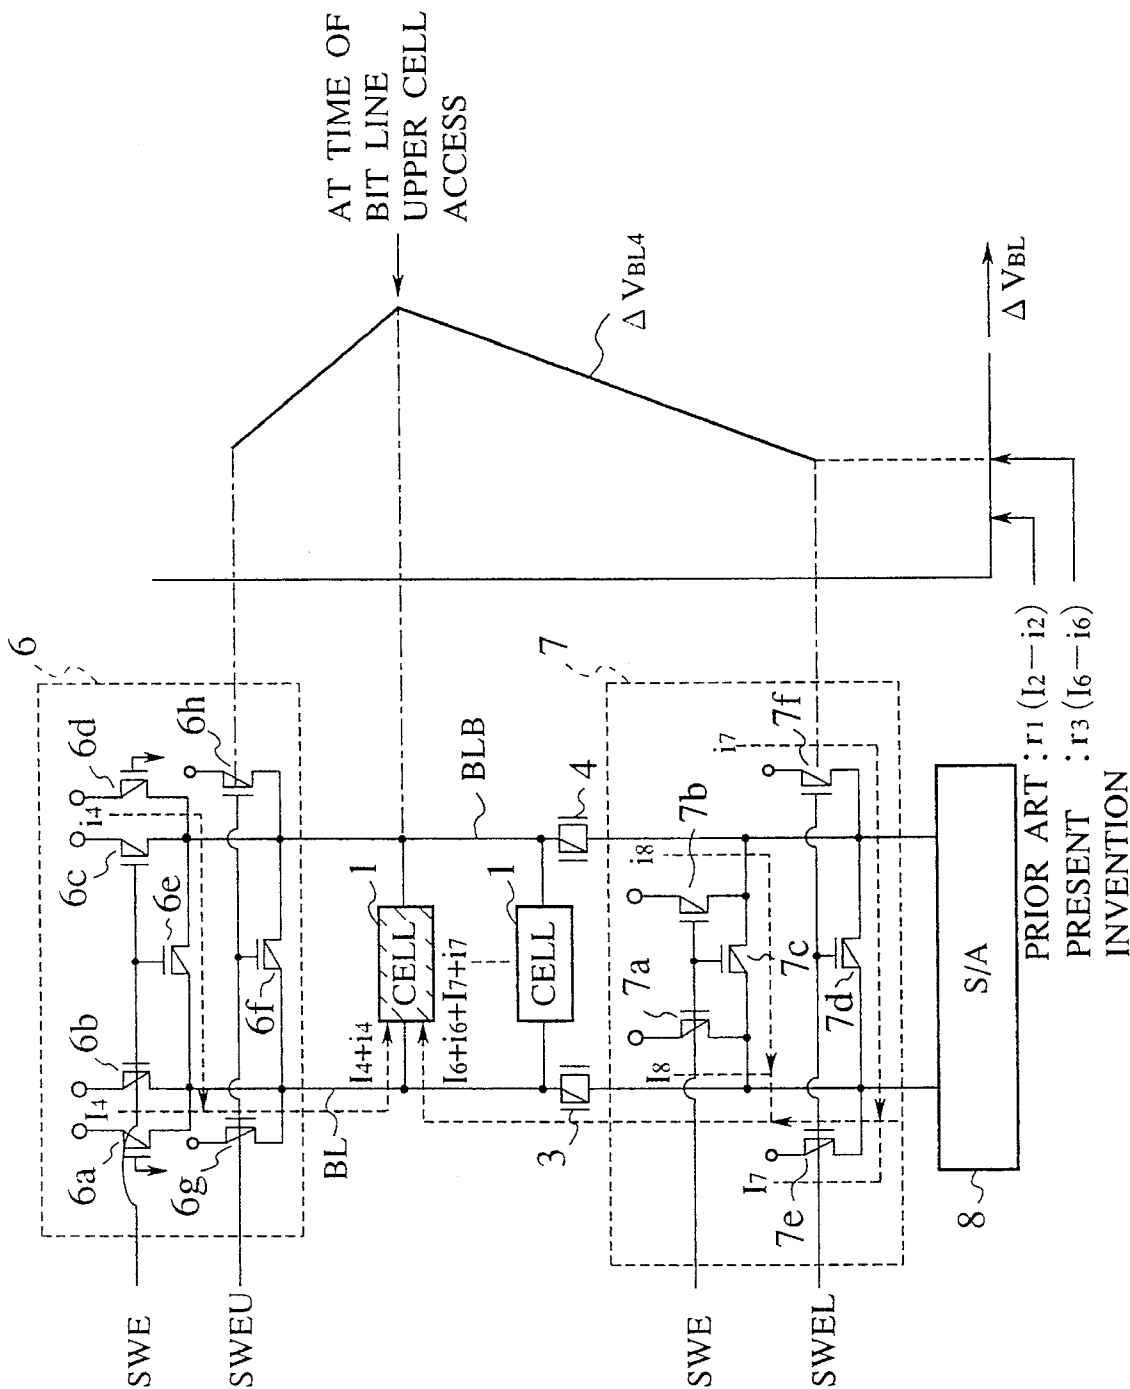 AT TIME OF
BIT LINE
UPPER CELL
ACCESS
Δ VBL4
Δ VBL
6
6a
6b
6c
6d
6e
6f
6g
6h
I4
i4
SWE
SWEU
BL
BLB
1
CELL
I4+i4
I6+i6+I7+i7
1
CELL
3
4
7
7a
7b
7c
7d
7e
7f
I8
i8
I7
i7
SWE
SWEL
S/A
8
PRIOR ART : r1 (I2—i2)
PRESENT : r3 (I6—i6)
INVENTION